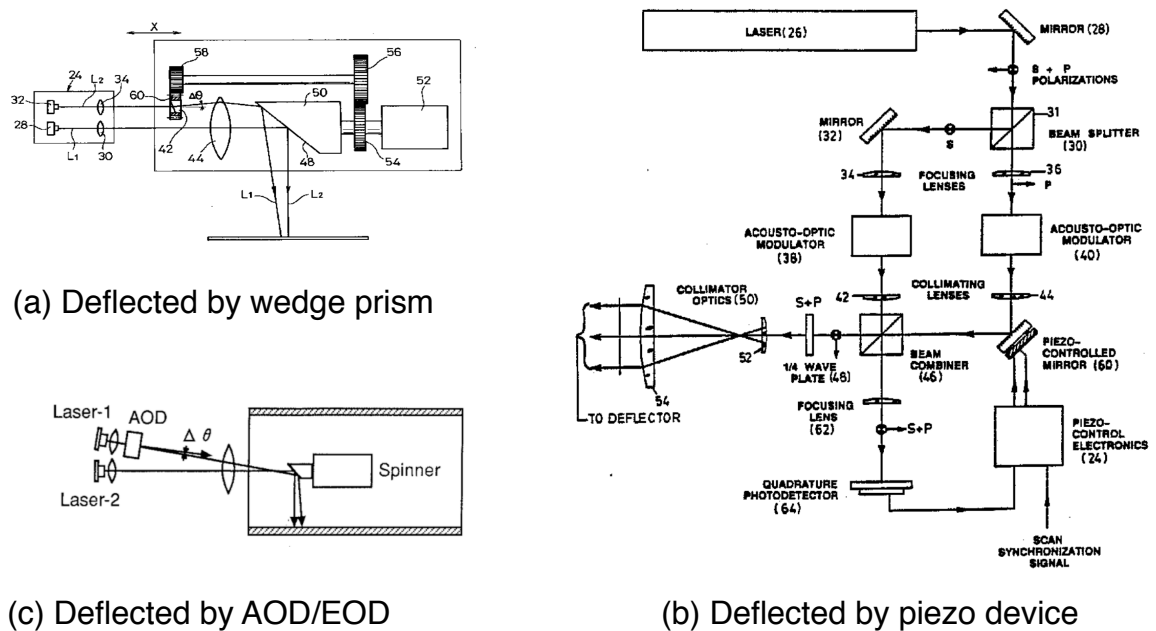 X
58
56
24
L2
34
60
Δθ
50
52
32
28
L1
30
42
44
48
54
L1
L2
(a) Deflected by wedge prism
LASER(26)
MIRROR (28)
S + P
POLARIZATIONS
31
MIRROR
(32)
S
BEAM SPLITTER
(30)
34
FOCUSING
LENSES
36
P
ACOUSTO-OPTIC
MODULATOR
(38)
ACOUSTO-OPTIC
MODULATOR
(40)
COLLIMATOR
OPTICS (50)
S+P
42
COLLIMATING
LENSES
44
52
1/4 WAVE
PLATE (48)
BEAM
COMBINER
(46)
PIEZO-
CONTROLLED
MIRROR (60)
54
TO DEFLECTOR
FOCUSING
LENS
(62)
S+P
PIEZO-
CONTROL
ELECTRONICS
(24)
QUADRATURE
PHOTODETECTOR
(64)
SCAN
SYNCHRONIZATION
SIGNAL
Laser-1
AOD
Δ θ
Laser-2
Spinner
(c) Deflected by AOD/EOD
(b) Deflected by piezo device